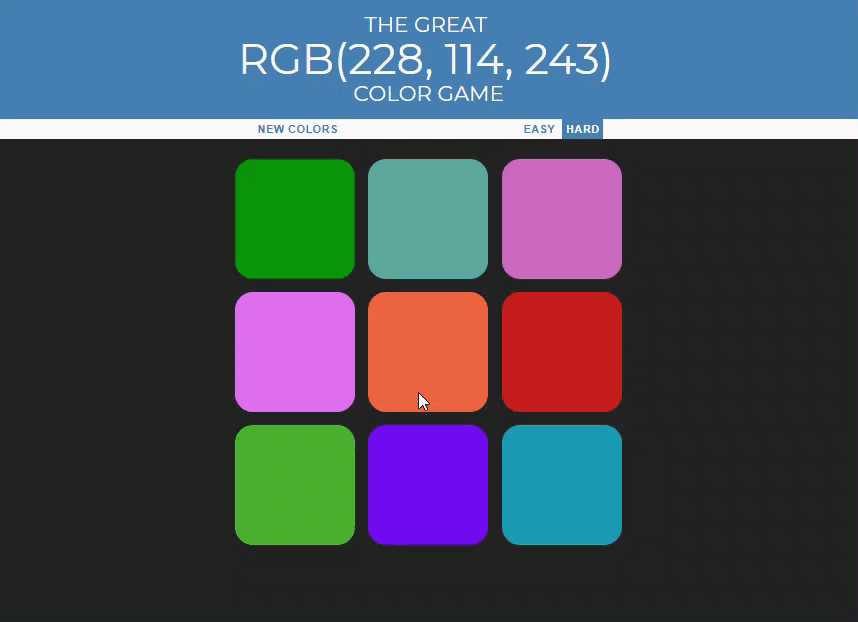 THE GREAT
RGB(228, 114, 243)
COLOR GAME
NEW COLORS EASY HARD